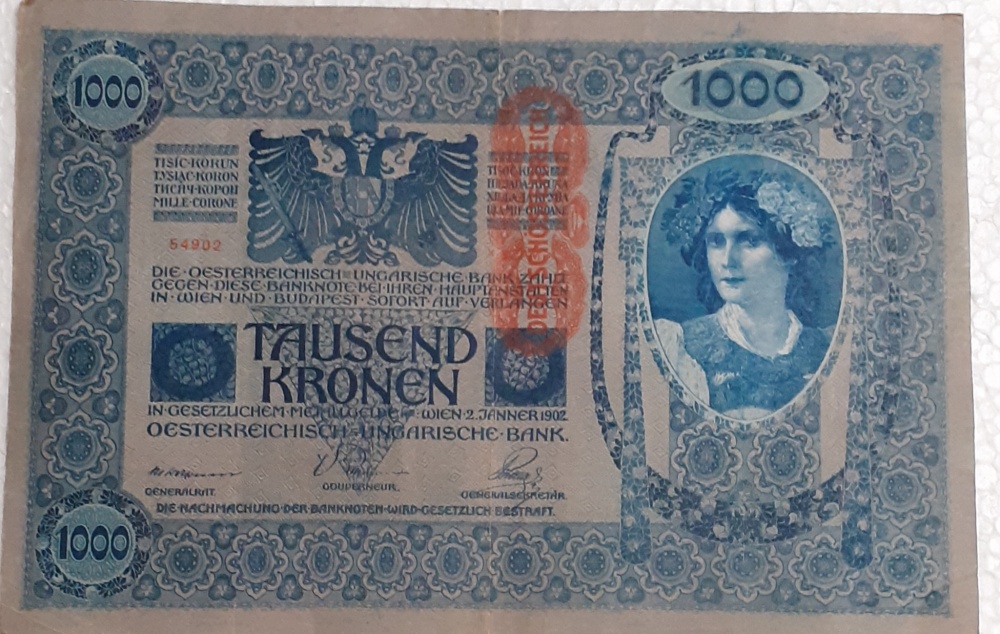 1000
1000
TISÍC·KORUN
TYSIĄC·KORON
ТИСЯЧ·КОРОН
MILLE·CORONE
54902
DEUTSCHÖSTERREICH
DIE·OESTERREICHISCH=UNGARISCHE·BANK·ZAHLT
GEGEN·DIESE·BANKNOTE·BEI·IHREN·HAUPTANSTALTEN
IN·WIEN·UND·BUDAPEST·SOFORT·AUF·VERLANGEN
TAUSEND
KRONEN
IN·GESETZLICHEM·METALLGELDE·WIEN·2·JÄNNER 1902
OESTERREICHISCH=UNGARISCHE·BANK.
GENERALRAT.
GOUVERNEUR.
GENERALSEKRETÄR.
DIE·NACHMACHUNG·DER·BANKNOTEN·WIRD·GESETZLICH BESTRAFT.
1000